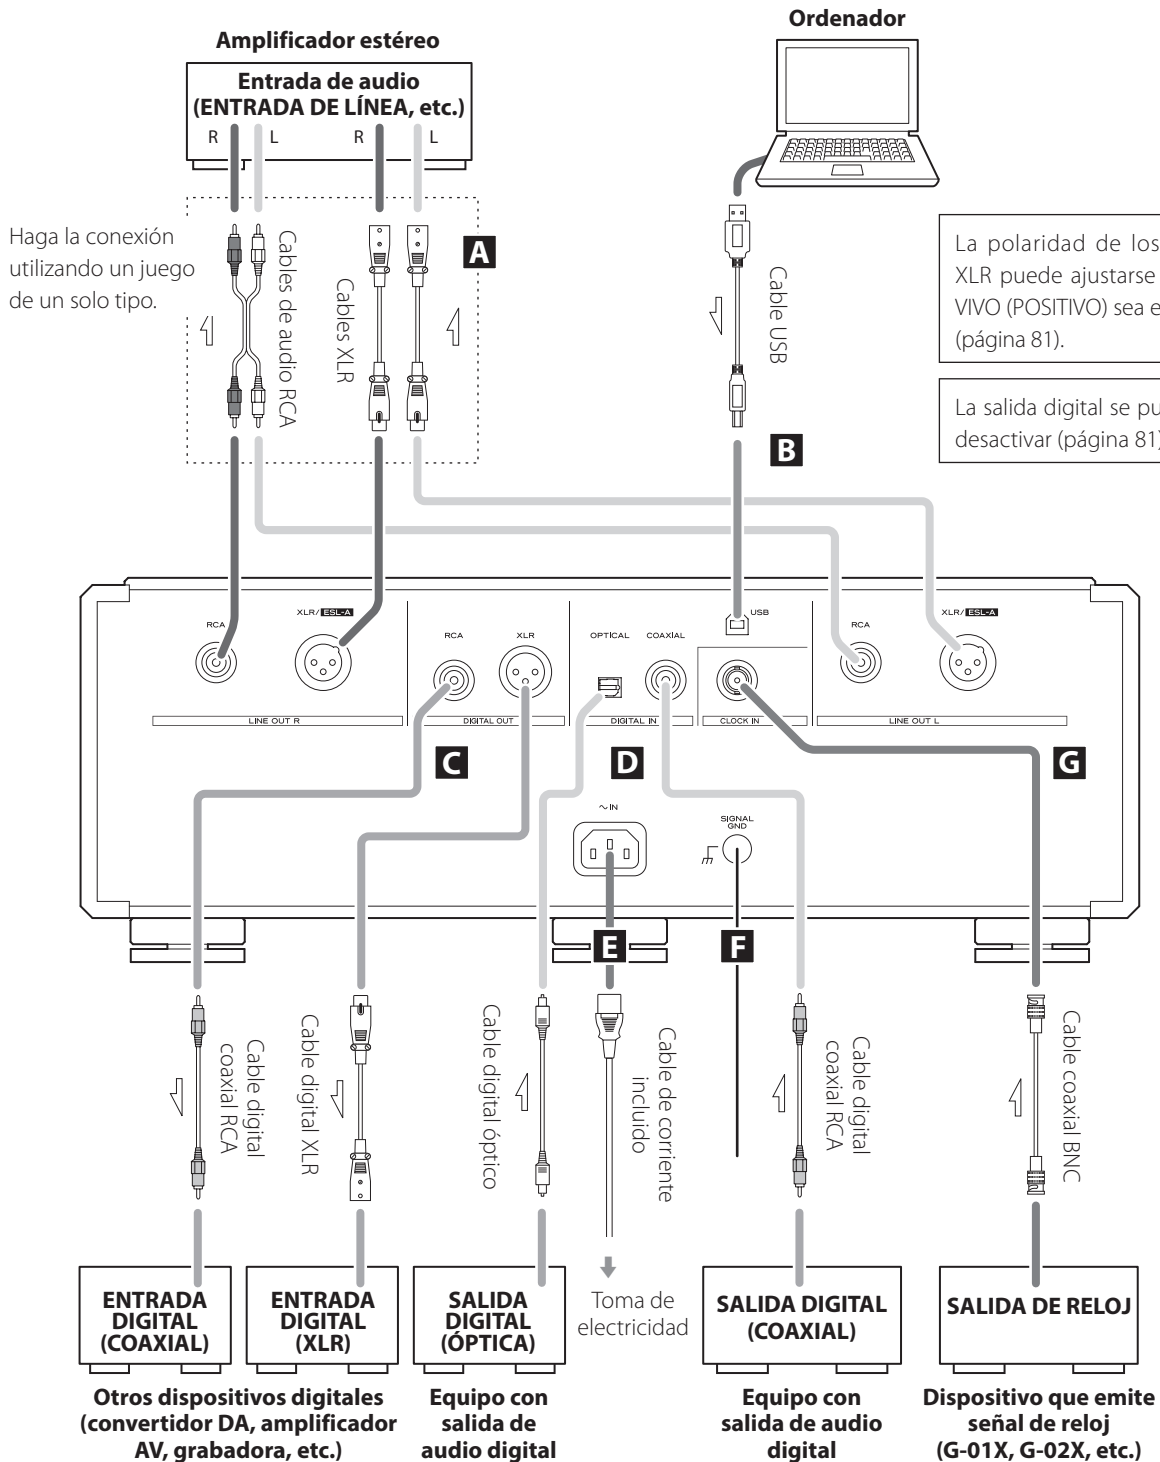 Ordenador
Amplificador estéreo
Entrada de audio
(ENTRADA DE LÍNEA, etc.)
R L R L
Haga la conexión
utilizando un juego
de un solo tipo.
Cables de audio RCA
Cables XLR
A
Cable USB
B
La polaridad de los
XLR puede ajustarse
VIVO (POSITIVO) sea e
(página 81).
La salida digital se pu
desactivar (página 81)
RCA
XLR/ESL-A
LINE OUT R
RCA
XLR
DIGITAL OUT
OPTICAL
COAXIAL
DIGITAL IN
USB
CLOCK IN
RCA
XLR/ESL-A
LINE OUT L
C
D
G
~IN
SIGNAL
GND
E
F
Cable digital
coaxial RCA
Cable digital XLR
Cable digital óptico
Cable de corriente
incluido
Cable digital
coaxial RCA
Cable coaxial BNC
ENTRADA
DIGITAL
(COAXIAL)
ENTRADA
DIGITAL
(XLR)
SALIDA
DIGITAL
(ÓPTICA)
Toma de
electricidad
SALIDA DIGITAL
(COAXIAL)
SALIDA DE RELOJ
Otros dispositivos digitales
(convertidor DA, amplificador
AV, grabadora, etc.)
Equipo con
salida de
audio digital
Equipo con
salida de audio
digital
Dispositivo que emite
señal de reloj
(G-01X, G-02X, etc.)